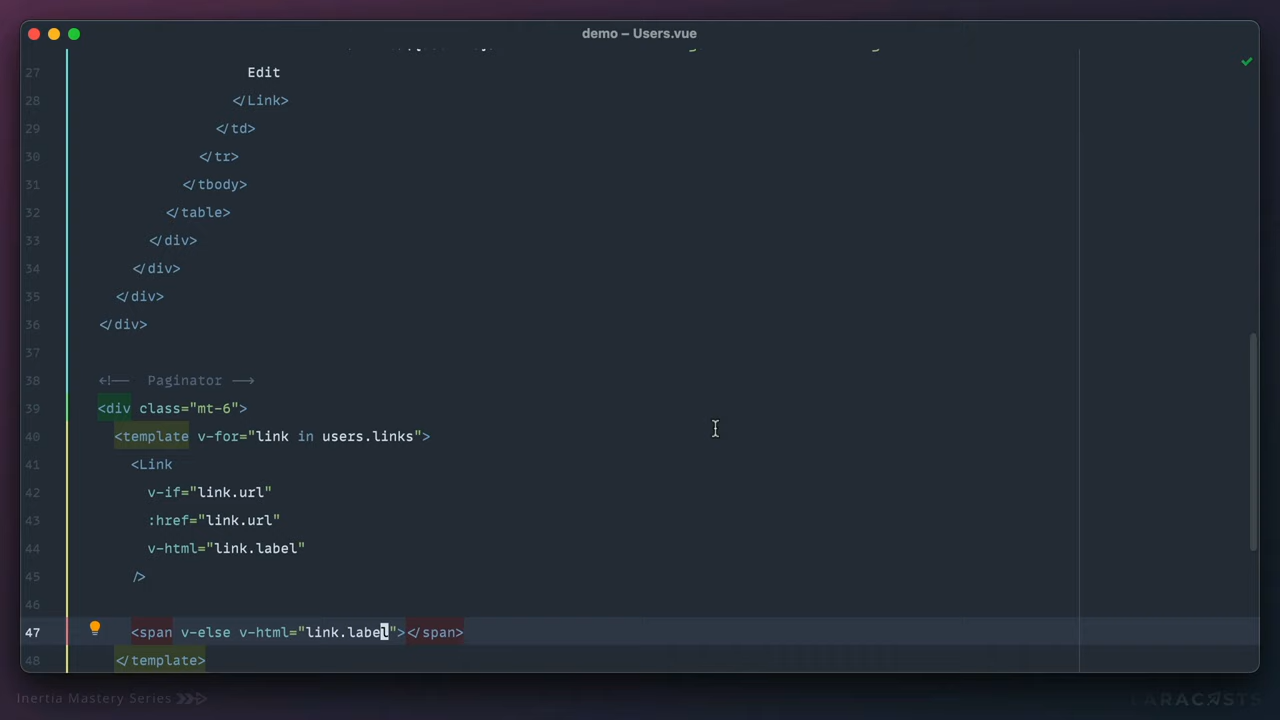 demo – Users.vue
27 Edit
28 </Link>
29 </td>
30 </tr>
31 </tbody>
32 </table>
33 </div>
34 </div>
35 </div>
36 </div>
37
38 <!-- Paginator -->
39 <div class="mt-6">
40 <template v-for="link in users.links">
41 <Link
42 v-if="link.url"
43 :href="link.url"
44 v-html="link.label"
45 />
46
47 <span v-else v-html="link.label"></span>
48 </template>
Inertia Mastery Series
LARACASTS